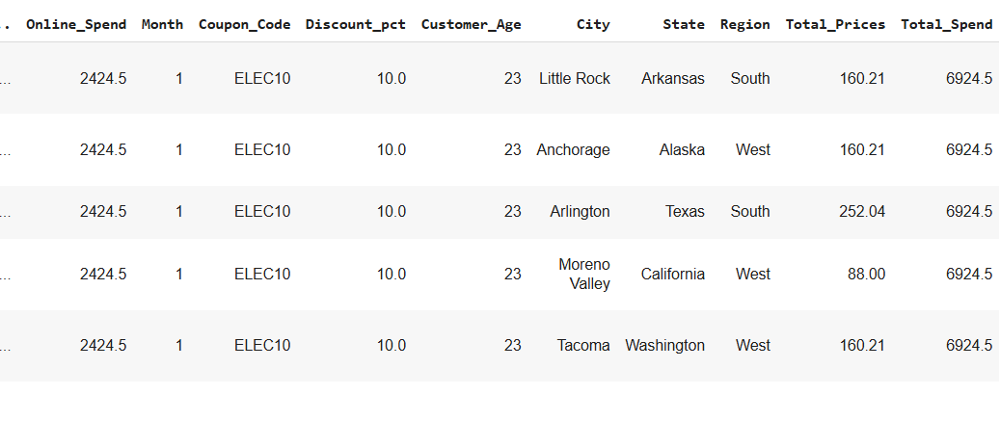 .. Online_Spend Month Coupon_Code Discount_pct Customer_Age City State Region Total_Prices Total_Spend
... 2424.5 1 ELEC10 10.0 23 Little Rock Arkansas South 160.21 6924.5
... 2424.5 1 ELEC10 10.0 23 Anchorage Alaska West 160.21 6924.5
... 2424.5 1 ELEC10 10.0 23 Arlington Texas South 252.04 6924.5
... 2424.5 1 ELEC10 10.0 23 Moreno Valley California West 88.00 6924.5
... 2424.5 1 ELEC10 10.0 23 Tacoma Washington West 160.21 6924.5